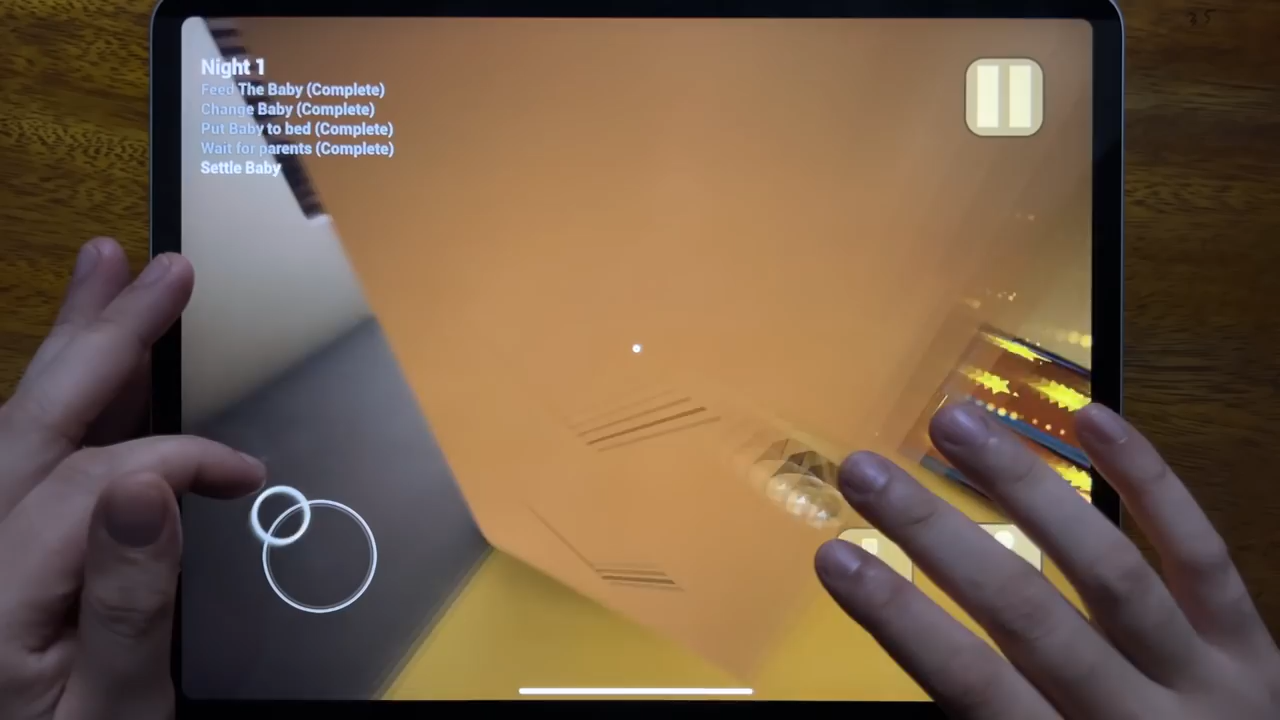 Night 1
Feed The Baby (Complete)
Change Baby (Complete)
Put Baby to bed (Complete)
Wait for parents (Complete)
Settle Baby